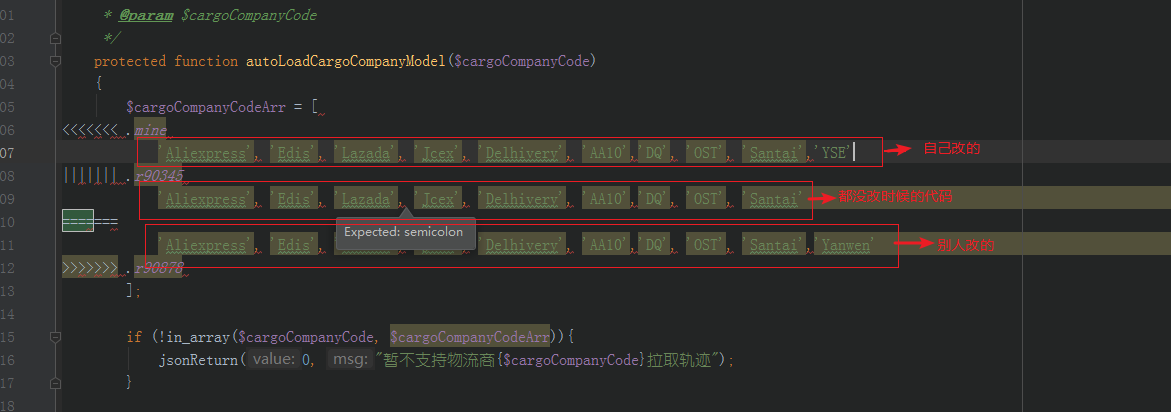 01 * @param $cargoCompanyCode
02 */
03 protected function autoLoadCargoCompanyModel($cargoCompanyCode)
04 {
05 $cargoCompanyCodeArr = [
06 <<<<<<< .mine
07 'Aliexpress', 'Edis', 'Lazada', 'Jcex', 'Delhivery', 'AA10','DQ', 'OST', 'Santai','YSE' 自己改的
08 ||||||| .r90345
09 'Aliexpress', 'Edis', 'Lazada', 'Jcex', 'Delhivery', 'AA10','DQ', 'OST', 'Santai' 都没改时候的代码
10 =======
Expected: semicolon
11 'Aliexpress', 'Edis', 'Jcex', 'Delhivery', 'AA10','DQ', 'OST', 'Santai','Yanwen' 别人改的
12 >>>>>>> .r90878
13 ];
14
15 if (!in_array($cargoCompanyCode, $cargoCompanyCodeArr)){
16 jsonReturn( value: 0, msg: "暂不支持物流商{$cargoCompanyCode}拉取轨迹");
17 }
18